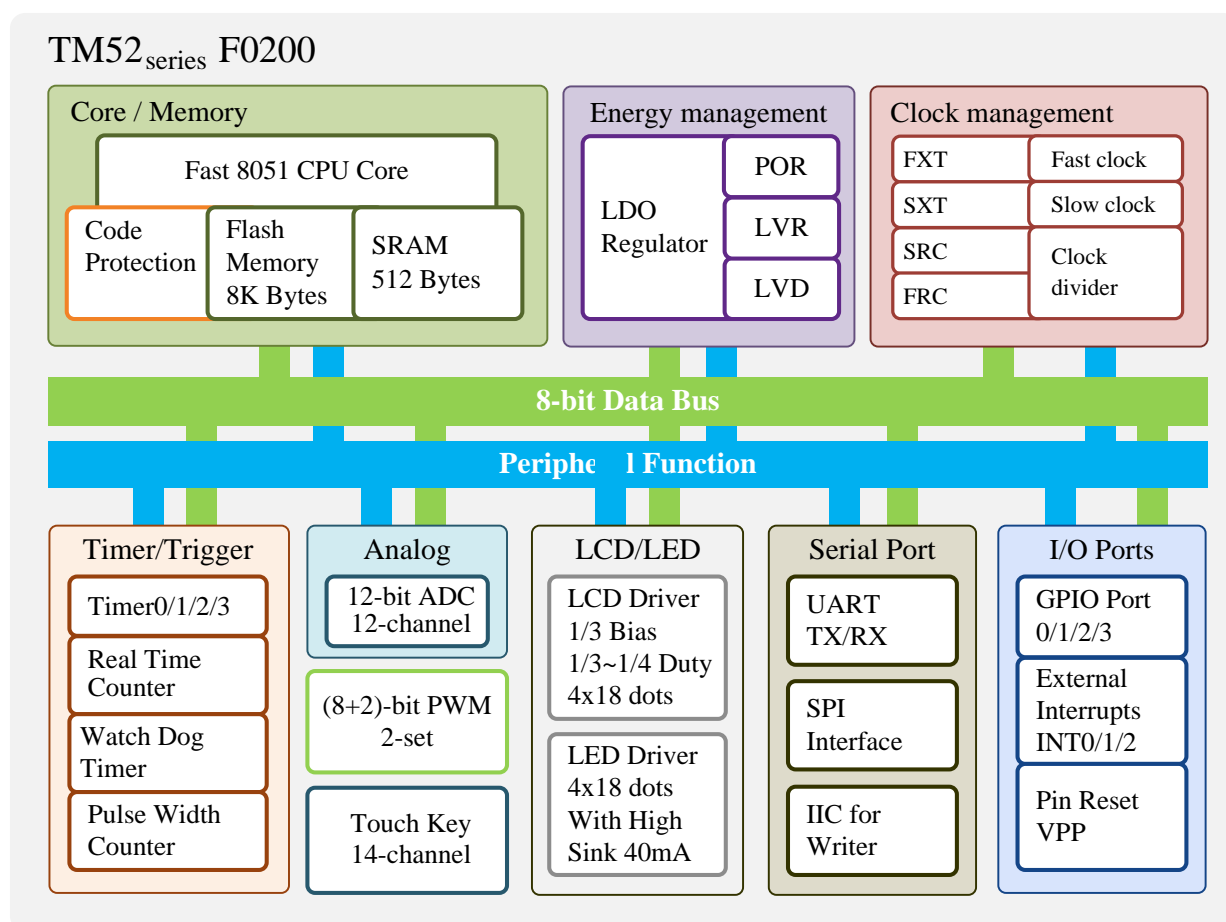 TM52series F0200
Core / Memory
Fast 8051 CPU Core
Code
Protection
Flash
Memory
8K Bytes
SRAM
512 Bytes
Energy management
LDO
Regulator
POR
LVR
LVD
Clock management
FXT
SXT
SRC
FRC
Fast clock
Slow clock
Clock
divider
8-bit Data Bus
Periphe l Function
Timer/Trigger
Timer0/1/2/3
Real Time
Counter
Watch Dog
Timer
Pulse Width
Counter
Analog
12-bit ADC
12-channel
(8+2)-bit PWM
2-set
Touch Key
14-channel
LCD/LED
LCD Driver
1/3 Bias
1/3~1/4 Duty
4x18 dots
LED Driver
4x18 dots
With High
Sink 40mA
Serial Port
UART
TX/RX
SPI
Interface
IIC for
Writer
I/O Ports
GPIO Port
0/1/2/3
External
Interrupts
INT0/1/2
Pin Reset
VPP